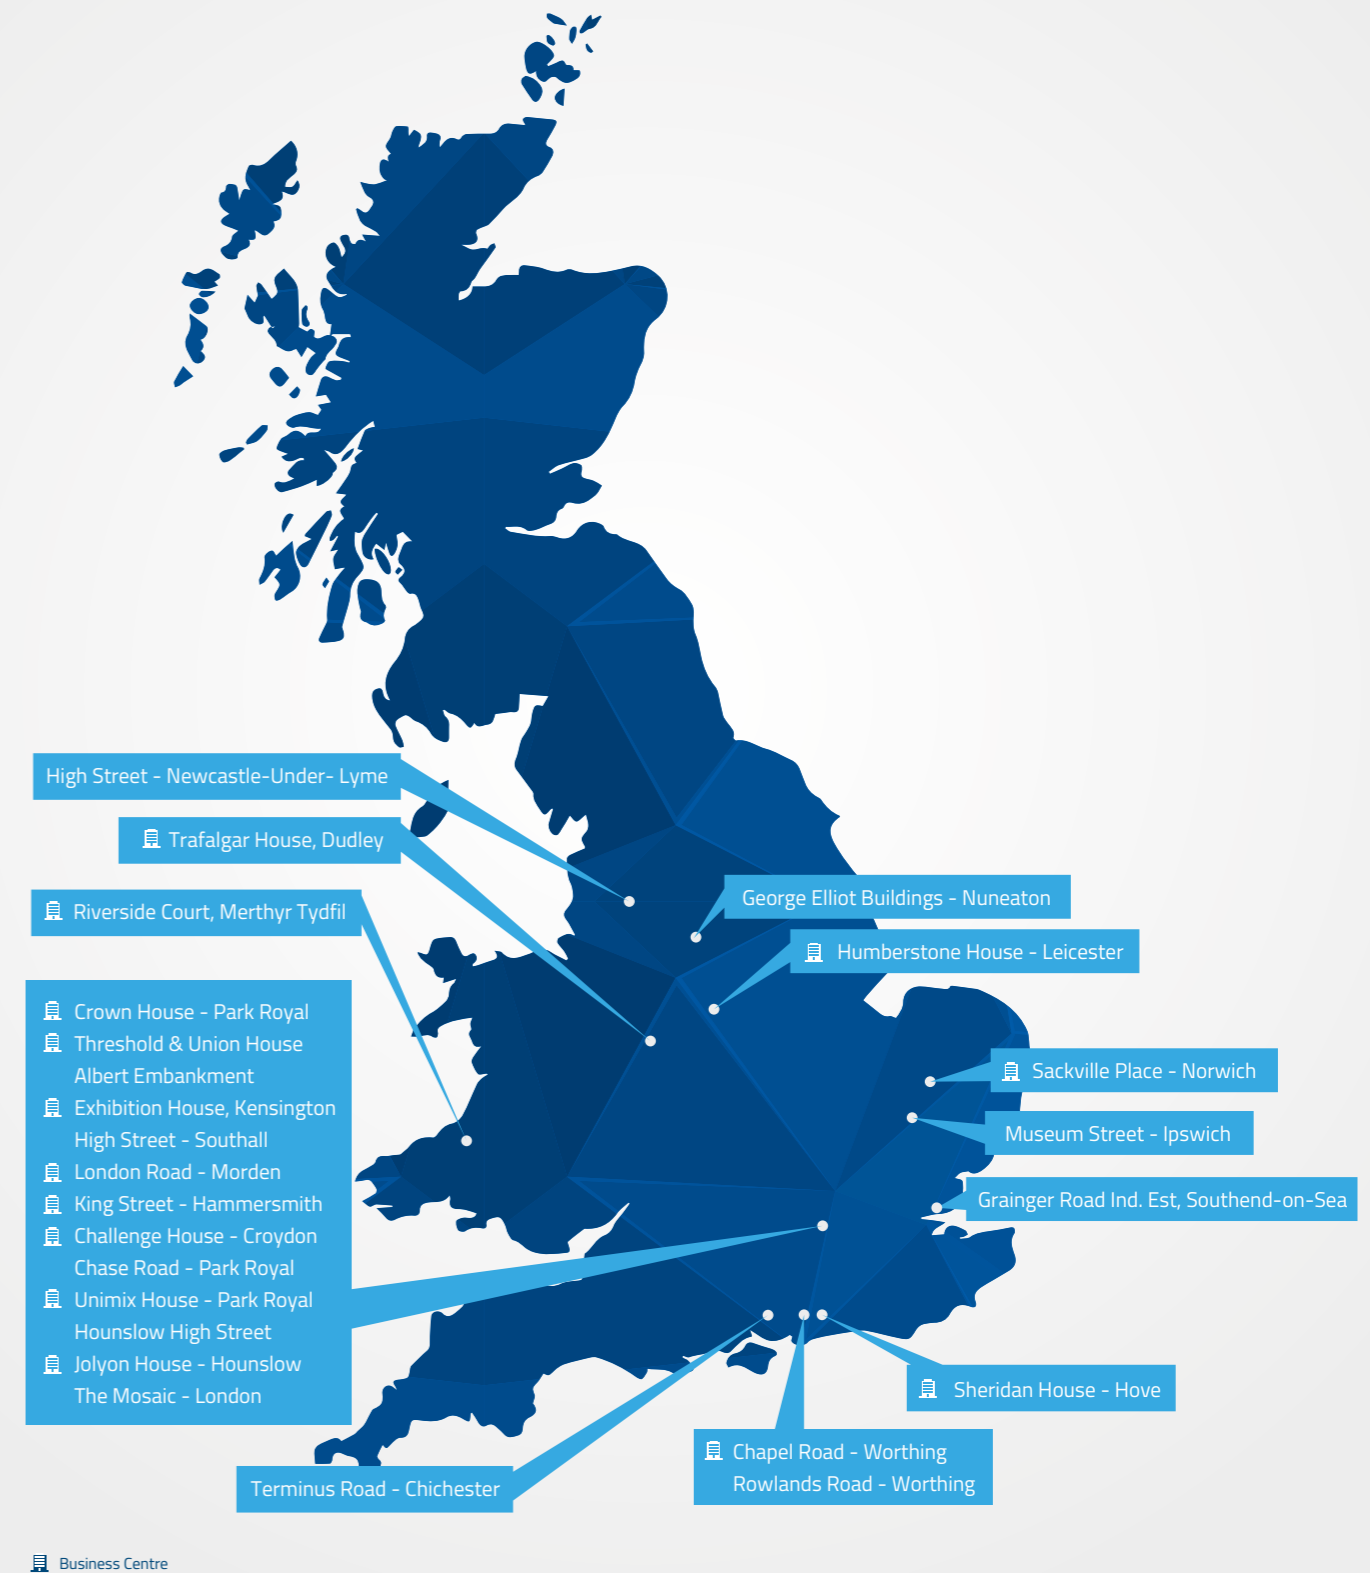 High Street - Newcastle-Under- Lyme
Trafalgar House, Dudley
Riverside Court, Merthyr Tydfil
George Elliot Buildings - Nuneaton
Humberstone House - Leicester
Crown House - Park Royal
Threshold & Union House
Albert Embankment
Exhibition House, Kensington
High Street - Southall
London Road - Morden
King Street - Hammersmith
Challenge House - Croydon
Chase Road - Park Royal
Unimix House - Park Royal
Hounslow High Street
Jolyon House - Hounslow
The Mosaic - London
Sackville Place - Norwich
Museum Street - Ipswich
Grainger Road Ind. Est, Southend-on-Sea
Sheridan House - Hove
Chapel Road - Worthing
Rowlands Road - Worthing
Terminus Road - Chichester
Business Centre